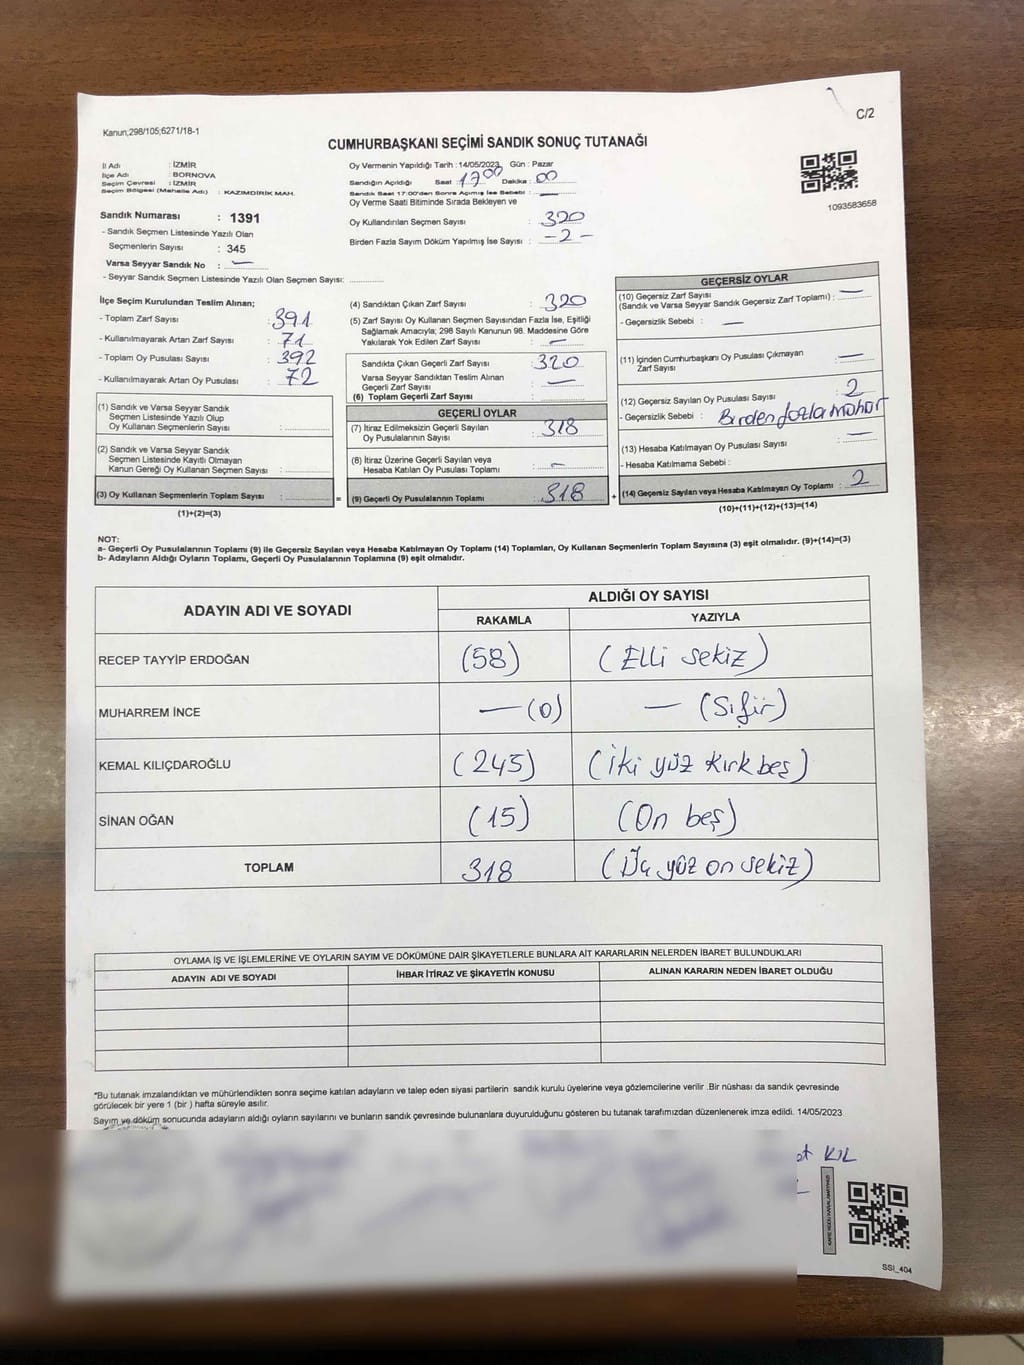 C/2
Kanun;298/105;6271/18-1
CUMHURBAŞKANI SEÇİMİ SANDIK SONUÇ TUTANAĞI
İl Adı : İZMİR
İlçe Adı : BORNOVA
Seçim Çevresi : İZMİR
Seçim Bölgesi (Mahalle Adı) : KAZIMDİRİK MAH.
Sandık Numarası : 1391
- Sandık Seçmen Listesinde Yazılı Olan
Seçmenlerin Sayısı : 345
Varsa Seyyar Sandık No : —
- Seyyar Sandık Seçmen Listesinde Yazılı Olan Seçmen Sayısı:
Oy Vermenin Yapıldığı Tarih : 14/05/2023 Gün : Pazar
Sandığın Açıldığı Saat 17 00 Dakika : 00
Sandık Saat 17:00'den Sonra Açımış İse Sebebi : —
Oy Verme Saati Bitiminde Sırada Bekleyen ve
Oy Kullandırılan Seçmen Sayısı : 320
Birden Fazla Sayım Döküm Yapılmış İse Sayısı : -2-
1093583658
İlçe Seçim Kurulundan Teslim Alınan;
- Toplam Zarf Sayısı : 391
- Kullanılmayarak Artan Zarf Sayısı : 71
- Toplam Oy Pusulası Sayısı : 392
- Kullanılmayarak Artan Oy Pusulası : 72
(1) Sandık ve Varsa Seyyar Sandık
Seçmen Listesinde Yazılı Olup
Oy Kullanan Seçmenlerin Sayısı :
(2) Sandık ve Varsa Seyyar Sandık
Seçmen Listesinde Kayıtlı Olmayan
Kanun Gereği Oy Kullanan Seçmen Sayısı :
(3) Oy Kullanan Seçmenlerin Toplam Sayısı :
(1)+(2)=(3)
=
(4) Sandıktan Çıkan Zarf Sayısı : 320
(5) Zarf Sayısı Oy Kullanan Seçmen Sayısından Fazla İse, Eşitliği
Sağlamak Amacıyla; 298 Sayılı Kanunun 98. Maddesine Göre
Yakılarak Yok Edilen Zarf Sayısı : —
Sandıkta Çıkan Geçerli Zarf Sayısı : 320
Varsa Seyyar Sandıktan Teslim Alınan
Geçerli Zarf Sayısı : —
(6) Toplam Geçerli Zarf Sayısı :
GEÇERLİ OYLAR
(7) İtiraz Edilmeksizin Geçerli Sayılan
Oy Pusulalarının Sayısı : 318
(8) İtiraz Üzerine Geçerli Sayılan veya
Hesaba Katılan Oy Pusulası Toplamı : —
(9) Geçerli Oy Pusulalarının Toplamı : 318
+
GEÇERSİZ OYLAR
(10) Geçersiz Zarf Sayısı
(Sandık ve Varsa Seyyar Sandık Geçersiz Zarf Toplamı) : —
- Geçersizlik Sebebi : —
(11) İçinden Cumhurbaşkanı Oy Pusulası Çıkmayan
Zarf Sayısı : —
(12) Geçersiz Sayılan Oy Pusulası Sayısı : 2
- Geçersizlik Sebebi : Birden fazla mühür
(13) Hesaba Katılmayan Oy Pusulası Sayısı : —
- Hesaba Katılmama Sebebi :
(14) Geçersiz Sayılan veya Hesaba Katılmayan Oy Toplamı : 2
(10)+(11)+(12)+(13)=(14)
NOT:
a- Geçerli Oy Pusulalarının Toplamı (9) ile Geçersiz Sayılan veya Hesaba Katılmayan Oy Toplamı (14) Toplamları, Oy Kullanan Seçmenlerin Toplam Sayısına (3) eşit olmalıdır. (9)+(14)=(3)
b- Adayların Aldığı Oyların Toplamı, Geçerli Oy Pusulalarının Toplamına (9) eşit olmalıdır.
ADAYIN ADI VE SOYADI
ALDIĞI OY SAYISI
RAKAMLA YAZIYLA
RECEP TAYYİP ERDOĞAN (58) (Elli sekiz)
MUHARREM İNCE —(0) — (Sıfır)
KEMAL KILIÇDAROĞLU (245) (İki yüz Kırk beş)
SİNAN OĞAN (15) (On beş)
TOPLAM 318 (Üç yüz on sekiz)
OYLAMA İŞ VE İŞLEMLERİNE VE OYLARIN SAYIM VE DÖKÜMÜNE DAİR ŞİKAYETLERLE BUNLARA AİT KARARLARIN NELERDEN İBARET BULUNDUKLARI
ADAYIN ADI VE SOYADI İHBAR İTİRAZ VE ŞİKAYETİN KONUSU ALINAN KARARIN NEDEN İBARET OLDUĞU
*Bu tutanak imzalandıktan ve mühürlendikten sonra seçime katılan adayların ve talep eden siyasi partilerin sandık kurulu üyelerine veya gözlemcilerine verilir .Bir nüshası da sandık çevresinde
görülecek bir yere 1 (bir ) hafta süreyle asılır.
Sayım ve döküm sonucunda adayların aldığı oyların sayılarını ve bunların sandık çevresinde bulunanlara duyurulduğunu gösteren bu tutanak tarafımızdan düzenlenerek imza edildi. 14/05/2023
KIL
SSI_404